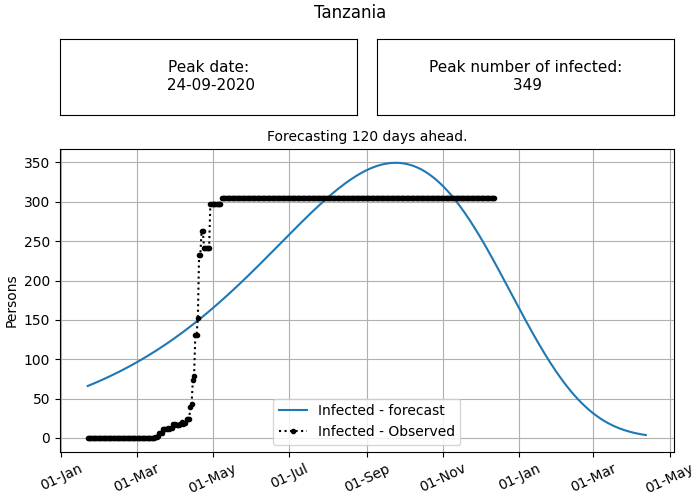 Tanzania
Peak date:
24-09-2020
Peak number of infected:
349
Forecasting 120 days ahead.
350
300
250
200
150
100
50
0
Persons
Infected - forecast
Infected - Observed
01-Jan
01-Mar
01-May
01-Jul
01-Sep
01-Nov
01-Jan
01-Mar
01-May